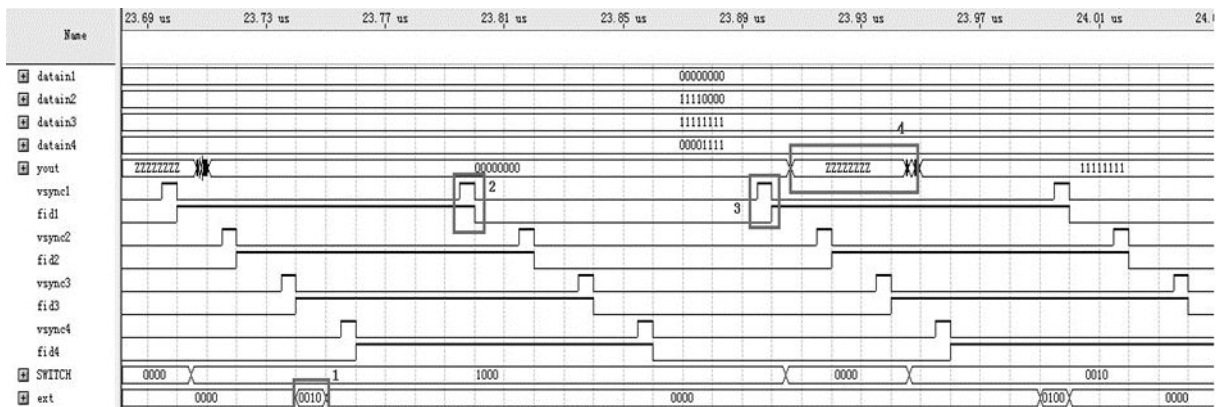 Name
23.69 us 23.73 us 23.77 us 23.81 us 23.85 us 23.89 us 23.93 us 23.97 us 24.01 us 24.
datain1 00000000
datain2 11110000
datain3 11111111
datain4 00001111
4
yout ZZZZZZZZ 00000000 ZZZZZZZZ 11111111
vsync1 2
fid1 3
vsync2
fid2
vsync3
fid3
vsync4
fid4
SWITCH 0000 1 1000 0000 0010
ext 0000 0010 0000 0100 0000